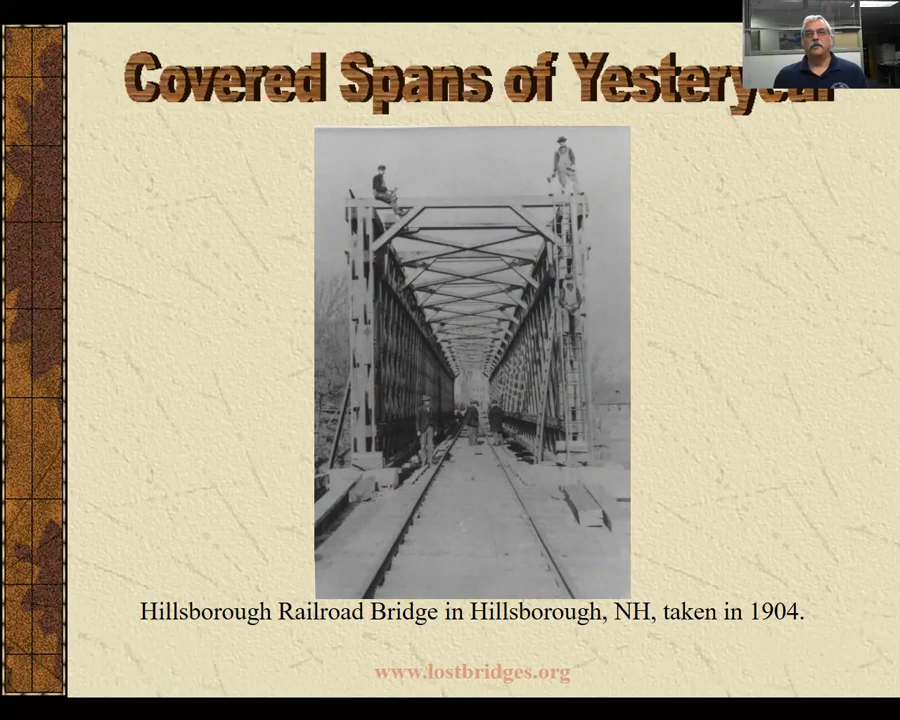 Covered Spans of Yesteryear
Hillsborough Railroad Bridge in Hillsborough, NH, taken in 1904.
www.lostbridges.org